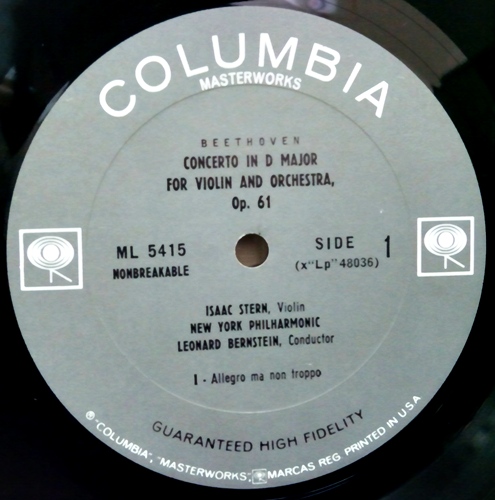 COLUMBIA
MASTERWORKS
BEETHOVEN
CONCERTO IN D MAJOR
FOR VIOLIN AND ORCHESTRA,
Op. 61
ML 5415
NONBREAKABLE
SIDE 1
(x"Lp"48036)
ISAAC STERN, Violin
NEW YORK PHILHARMONIC
LEONARD BERNSTEIN, Conductor
I - Allegro ma non troppo
GUARANTEED HIGH FIDELITY
® "COLUMBIA", "MASTERWORKS", MARCAS REG. PRINTED IN U.S.A